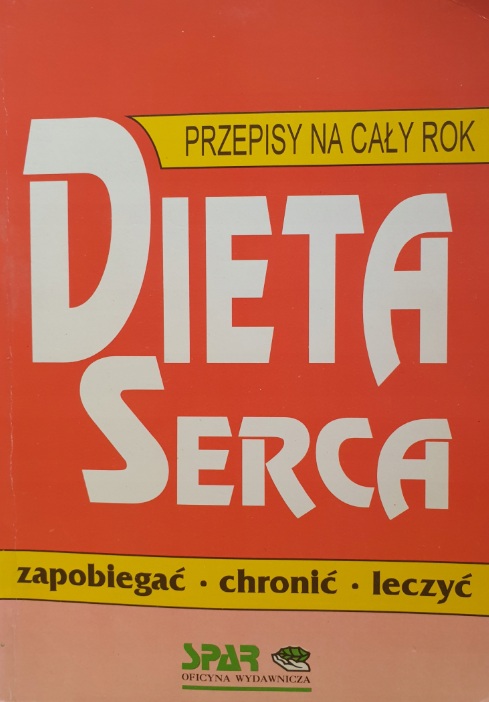 PRZEPISY NA CAŁY ROK
DIETA
SERCA
zapobiegać · chronić · leczyć
SPAR
OFICYNA WYDAWNICZA